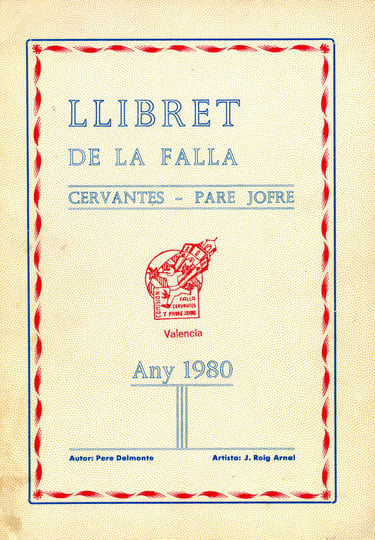 LLIBRET
DE LA FALLA
CERVANTES - PARE JOFRE
COMISION
FALLA
CERVANTES
Y PADRE JOFRE
Valencia
Any 1980
Autor: Pere Delmonte
Artista: J. Roig Arnal